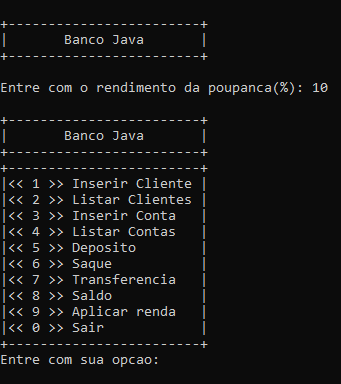 +------------------------+
|       Banco Java       |
+------------------------+
Entre com o rendimento da poupanca(%): 10
+------------------------+
|       Banco Java       |
+------------------------+
+------------------------+
|<< 1 >> Inserir Cliente |
|<< 2 >> Listar Clientes |
|<< 3 >> Inserir Conta   |
|<< 4 >> Listar Contas   |
|<< 5 >> Deposito        |
|<< 6 >> Saque           |
|<< 7 >> Transferencia   |
|<< 8 >> Saldo           |
|<< 9 >> Aplicar renda   |
|<< 0 >> Sair            |
+------------------------+
Entre com sua opcao: